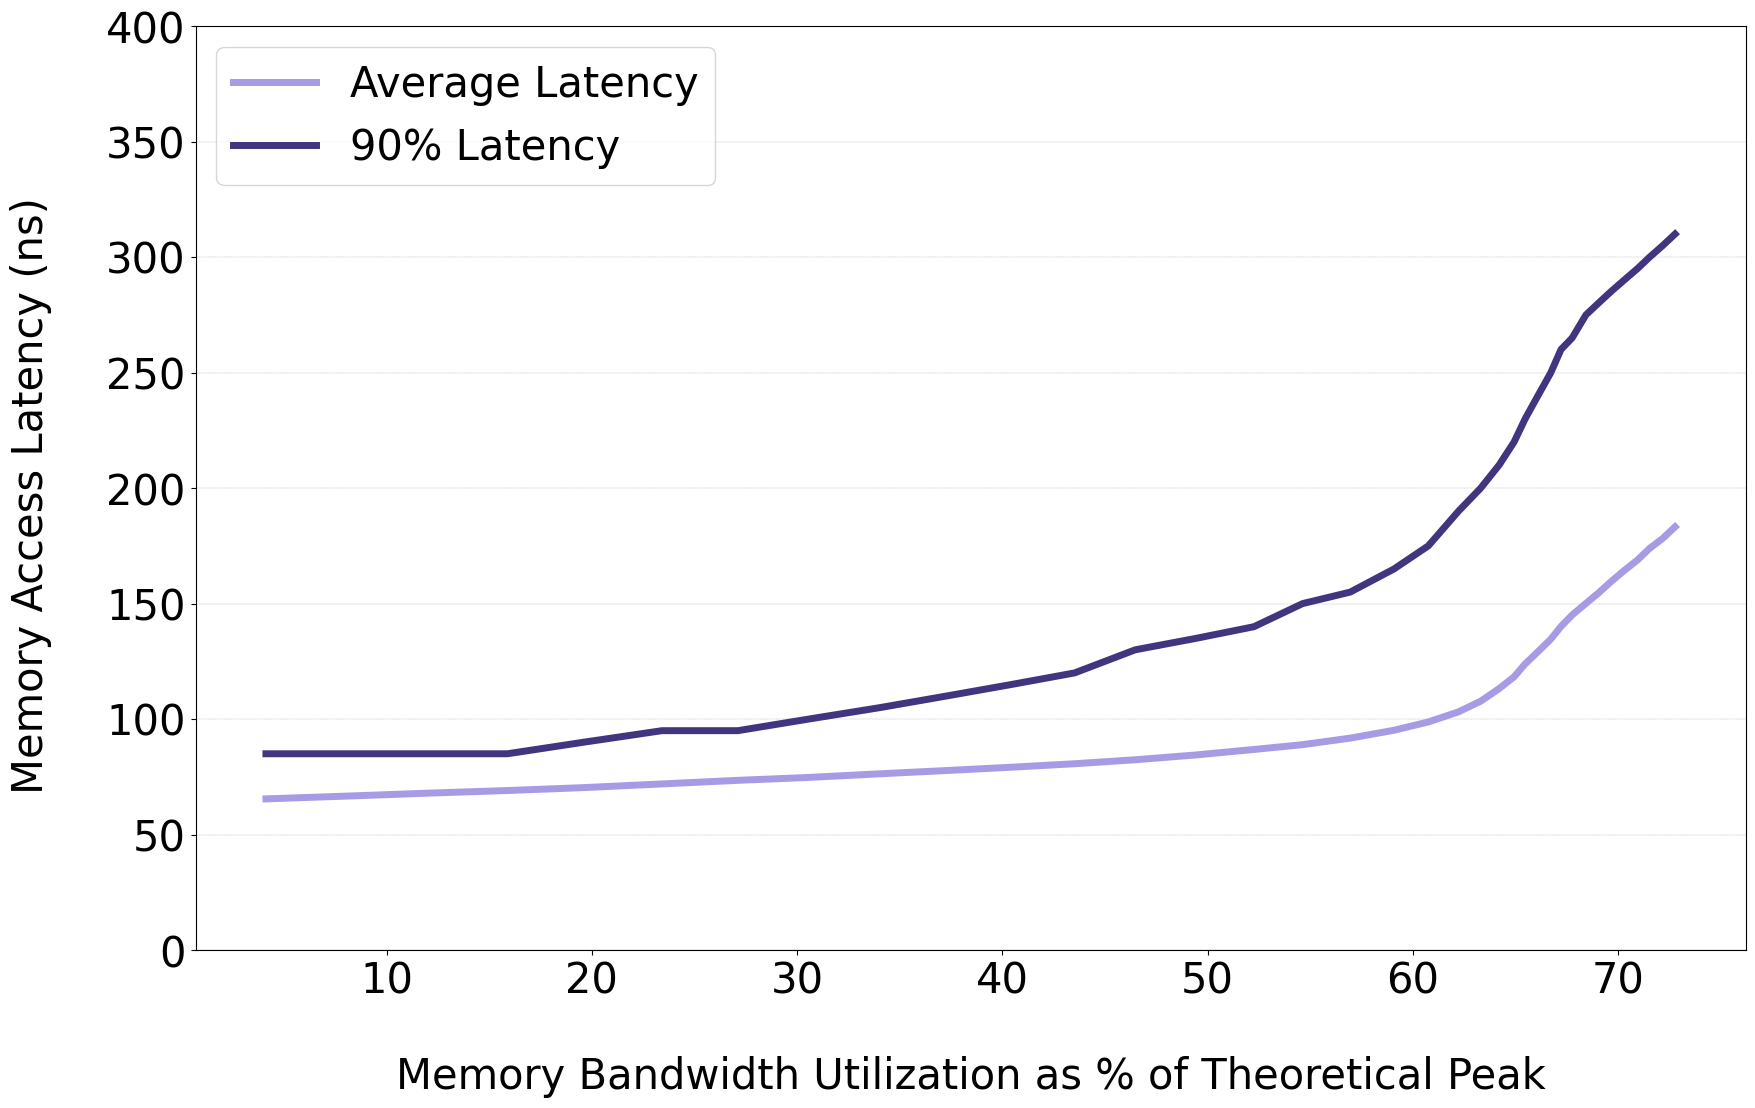 400
350
300
250
200
150
100
50
0
Memory Access Latency (ns)
Average Latency
90% Latency
10 20 30 40 50 60 70
Memory Bandwidth Utilization as % of Theoretical Peak